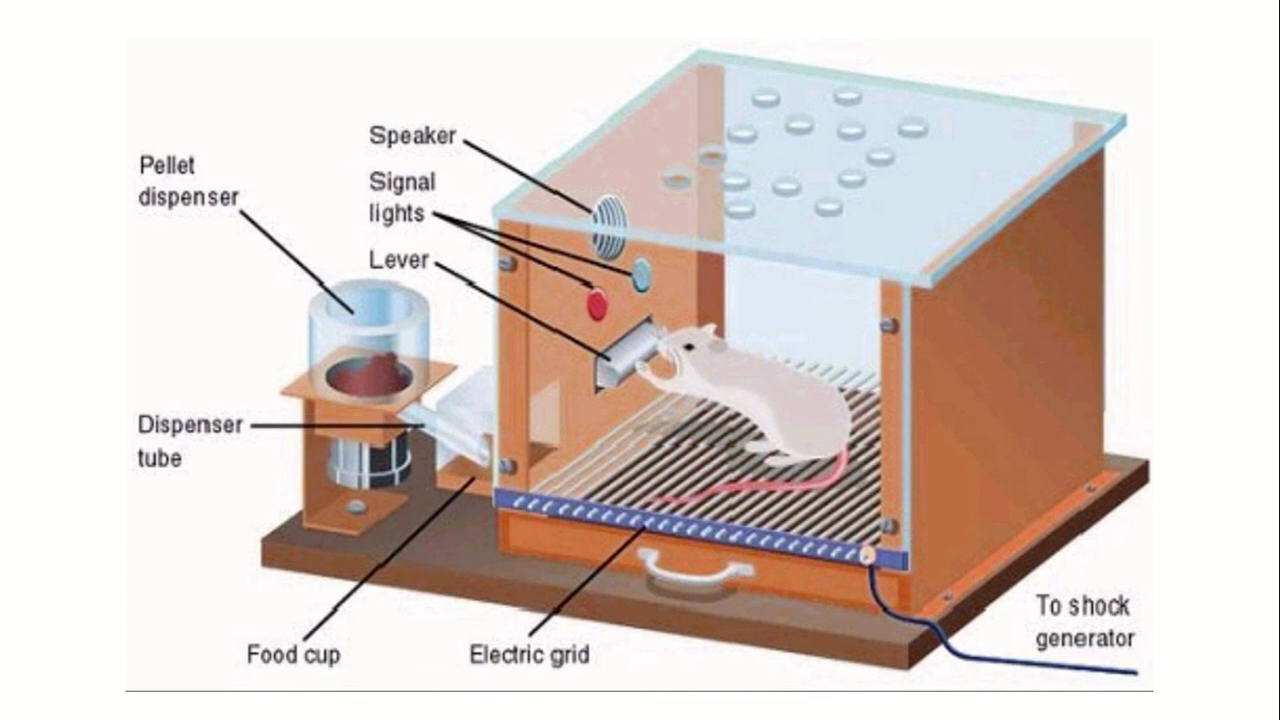 Speaker
Pellet
dispenser
Signal
lights
Lever
Dispenser
tube
To shock
generator
Food cup
Electric grid